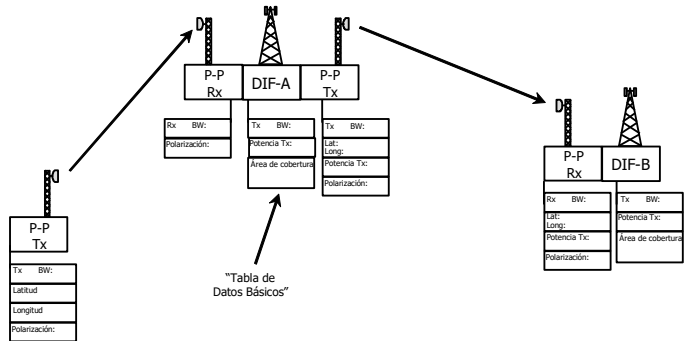 P-P
Rx
DIF-A
P-P
Tx
Rx BW:
Polarización:
Tx BW:
Potencia Tx:
Área de cobertura
Tx BW:
Lat:
Long:
Potencia Tx:
Polarización:
P-P
Rx
DIF-B
Rx BW:
Lat:
Long:
Potencia Tx:
Polarización:
Tx BW:
Potencia Tx:
Área de cobertura
P-P
Tx
Tx BW:
Latitud
Longitud
Polarización:
“Tabla de
Datos Básicos”